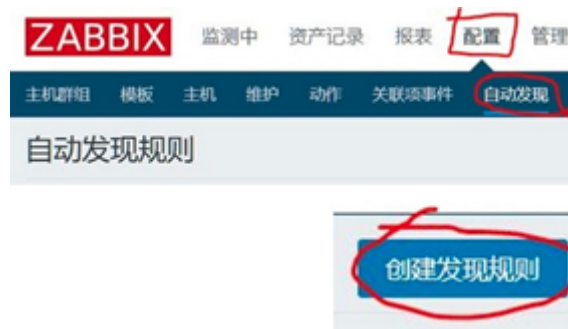 ZABBIX 监测中 资产记录 报表 配置 管理
主机群组 模板 主机 维护 动作 关联项事件 自动发现
自动发现规则
创建发现规则